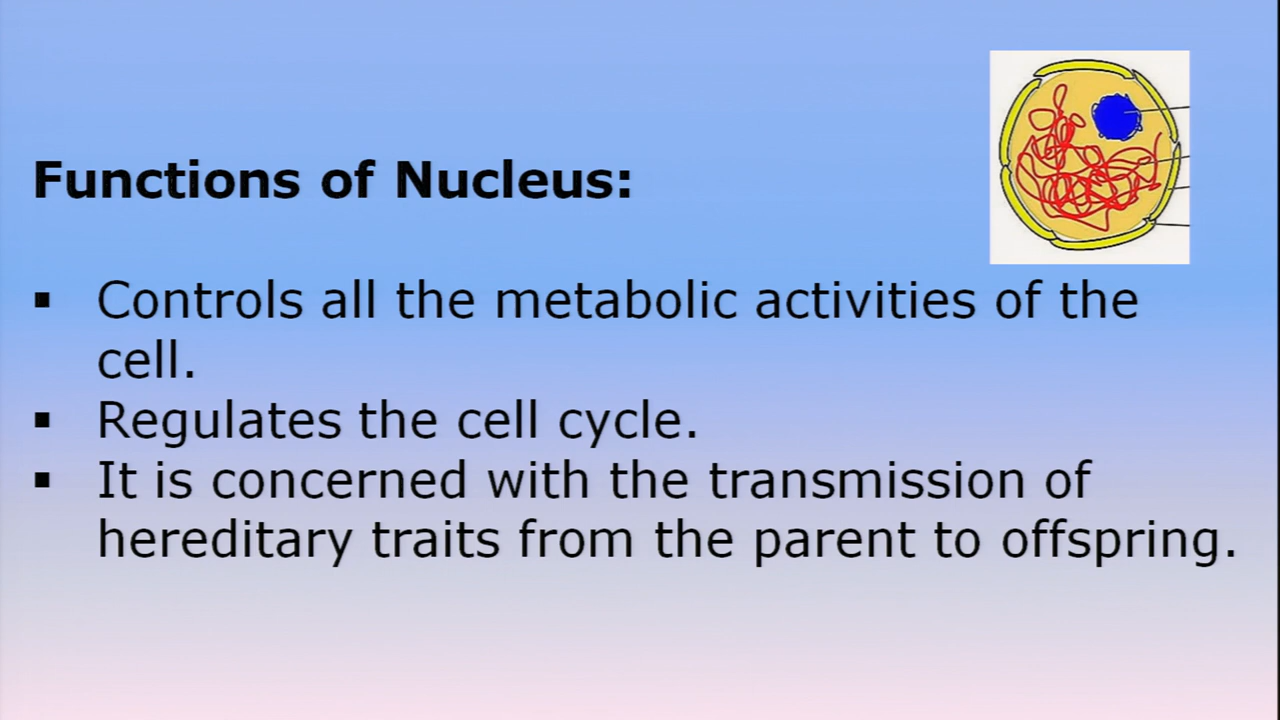 Functions of Nucleus:
▪ Controls all the metabolic activities of the
cell.
▪ Regulates the cell cycle.
▪ It is concerned with the transmission of
hereditary traits from the parent to offspring.